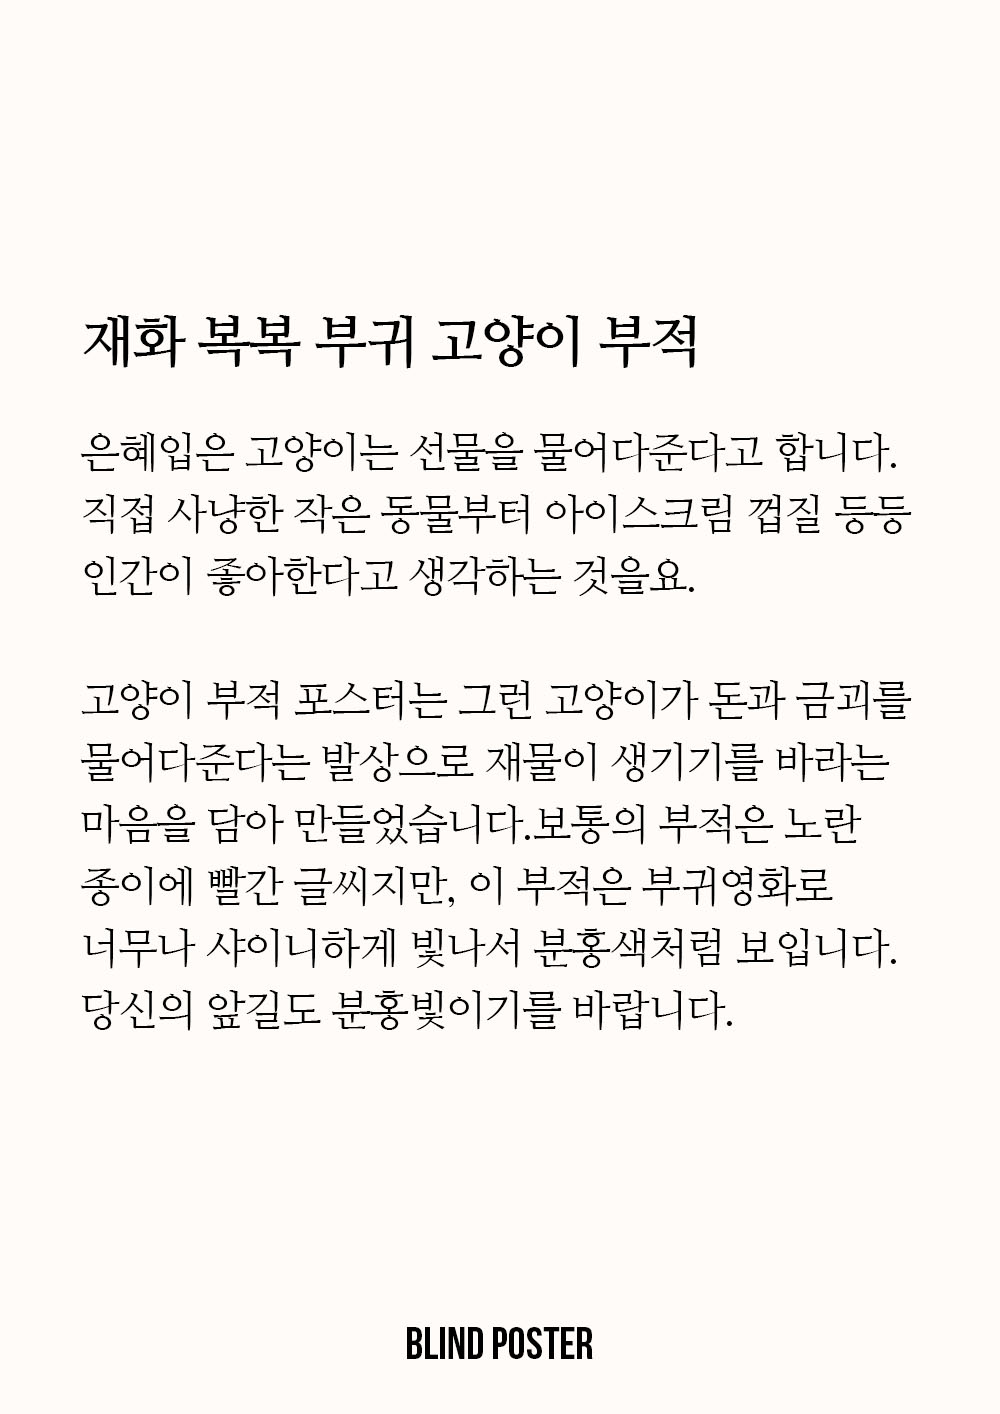 재화 복복 부귀 고양이 부적
은혜입은 고양이는 선물을 물어다준다고 합니다.
직접 사냥한 작은 동물부터 아이스크림 껍질 등등
인간이 좋아한다고 생각하는 것을요.
고양이 부적 포스터는 그런 고양이가 돈과 금괴를
물어다준다는 발상으로 재물이 생기기를 바라는
마음을 담아 만들었습니다.보통의 부적은 노란
종이에 빨간 글씨지만, 이 부적은 부귀영화로
너무나 샤이니하게 빛나서 분홍색처럼 보입니다.
당신의 앞길도 분홍빛이기를 바랍니다.
BLIND POSTER